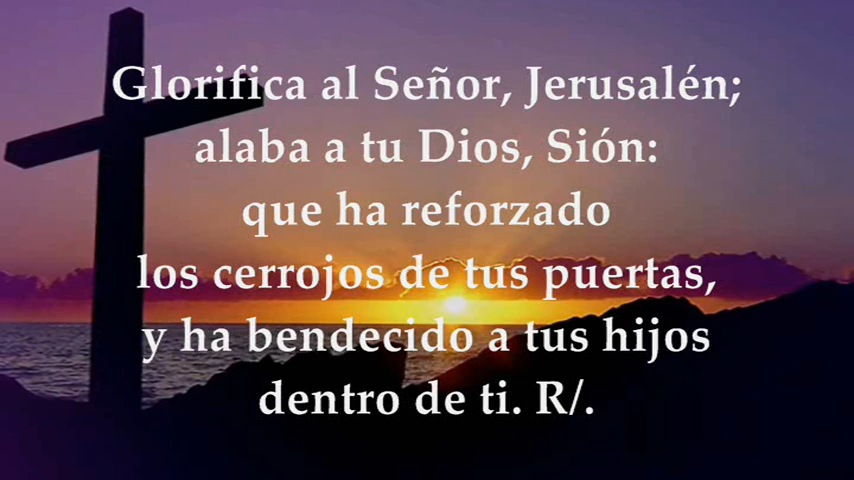 Glorifica al Señor, Jerusalén;
alaba a tu Dios, Sión:
que ha reforzado
los cerrojos de tus puertas,
y ha bendecido a tus hijos
dentro de ti. R/.